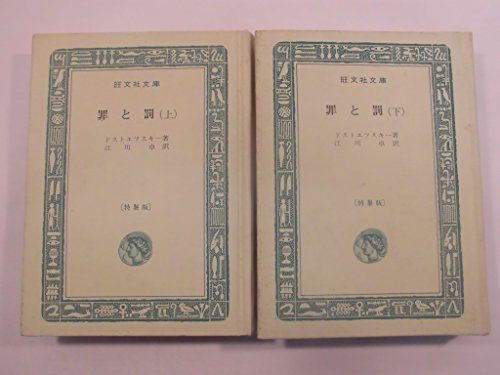 旺文社文庫
罪と罰(上)
ドストエフスキー著
江川 卓訳
[特製版]
旺文社文庫
罪と罰(下)
ドストエフスキー著
江川 卓訳
[特製版]